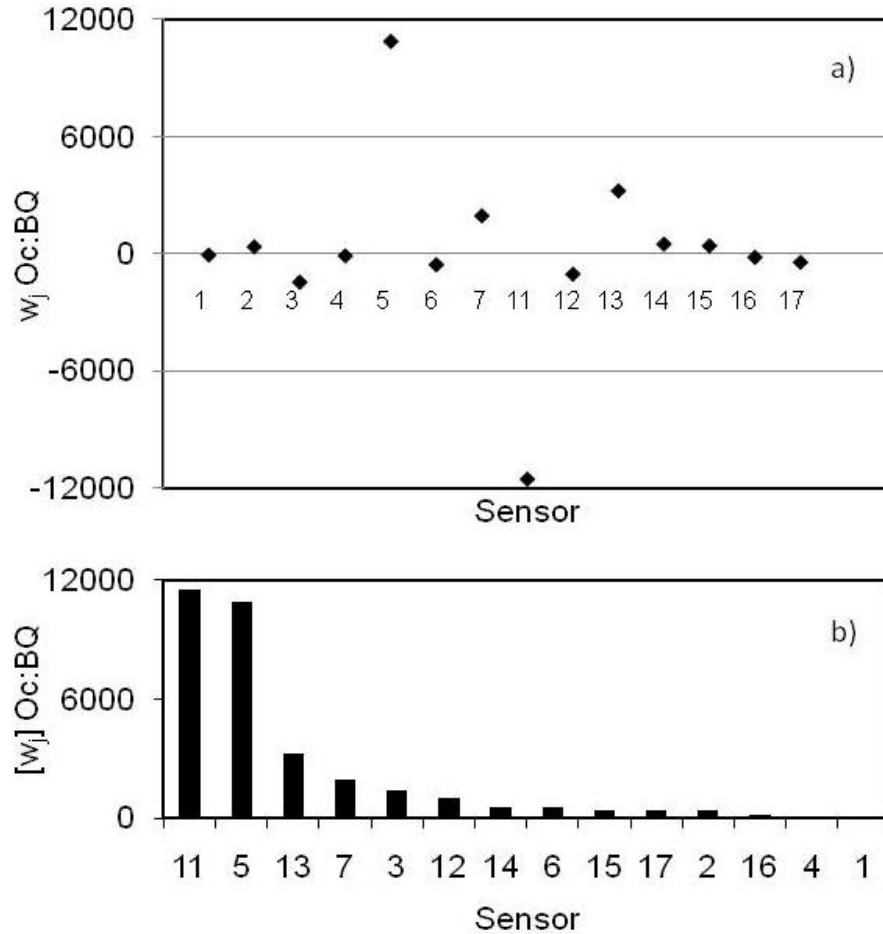 12000
a)
6000
0
-6000
-12000
wj Oc:BQ
1 2 3 4 5 6 7 11 12 13 14 15 16 17
Sensor
12000
b)
6000
0
[wj] Oc:BQ
11 5 13 7 3 12 14 6 15 17 2 16 4 1
Sensor